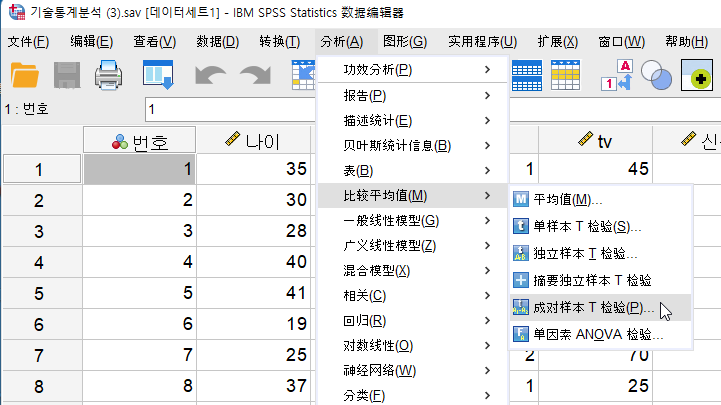 기술통계분석 (3).sav [데이터세트1] - IBM SPSS Statistics 数据编辑器
文件(F) 编辑(E) 查看(V) 数据(D) 转换(T) 分析(A) 图形(G) 实用程序(U) 扩展(X) 窗口(W) 帮助(H)
1 : 번호 1
번호 나이 tv
1 1 35 1 45
2 2 30
3 3 28
4 4 40
5 5 41
6 6 19
7 7 25 2 70
8 8 37 1 25
功效分析(P)
报告(P)
描述统计(E)
贝叶斯统计信息(B)
表(B)
比较平均值(M)
一般线性模型(G)
广义线性模型(Z)
混合模型(X)
相关(C)
回归(R)
对数线性(O)
神经网络(W)
分类(F)
平均值(M)...
单样本 T 检验(S)...
独立样本 T 检验...
摘要独立样本 T 检验
成对样本 T 检验(P)...
单因素 ANOVA 检验...